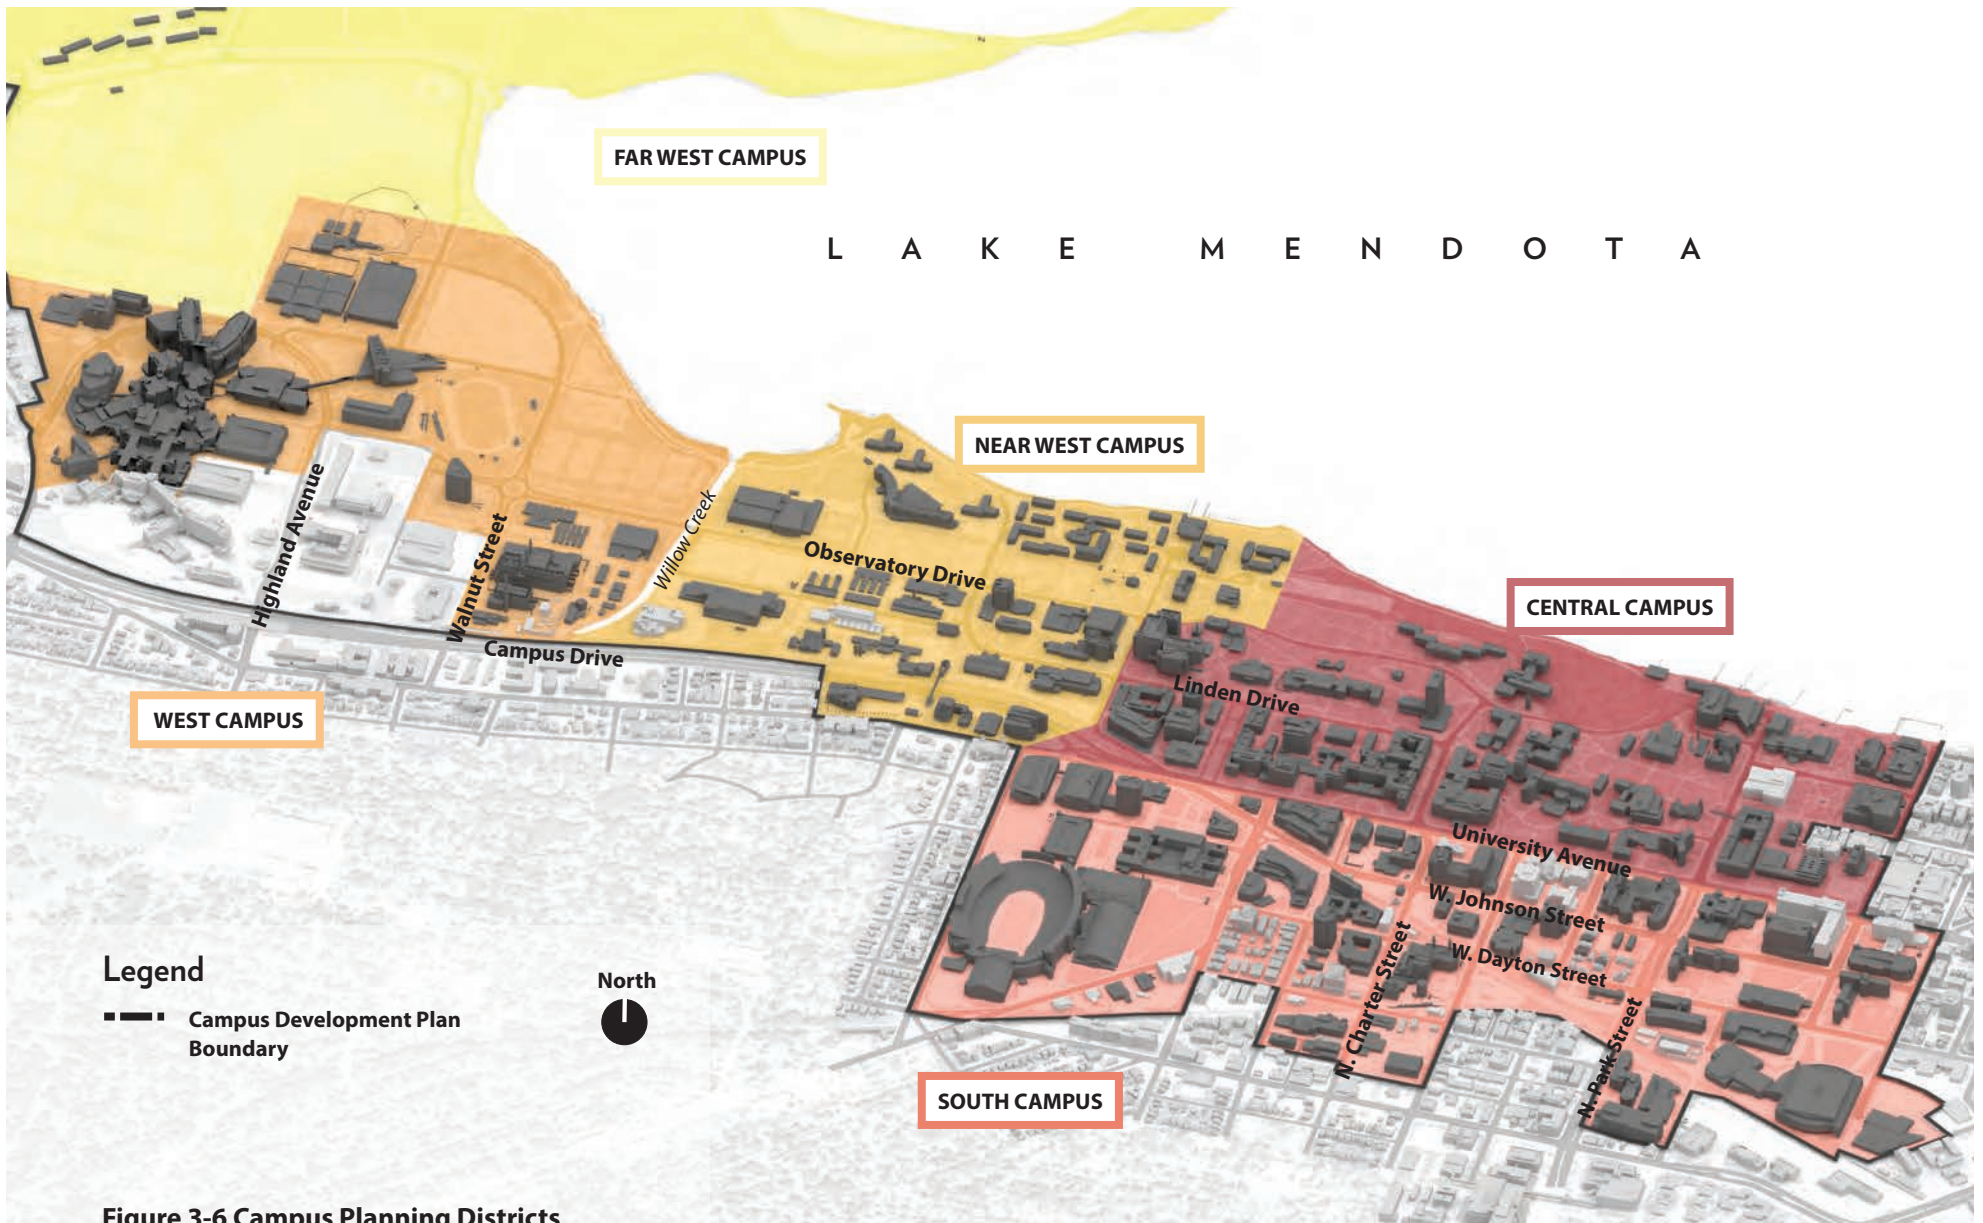 FAR WEST CAMPUS
LAKE MENDOTA
NEAR WEST CAMPUS
Highland Avenue
Walnut Street
Willow Creek
Observatory Drive
CENTRAL CAMPUS
Campus Drive
Linden Drive
WEST CAMPUS
University Avenue
W. Johnson Street
W. Dayton Street
N. Charter Street
N. Park Street
Legend
North
Campus Development Plan
Boundary
SOUTH CAMPUS
Figure 3-6 Campus Planning Districts